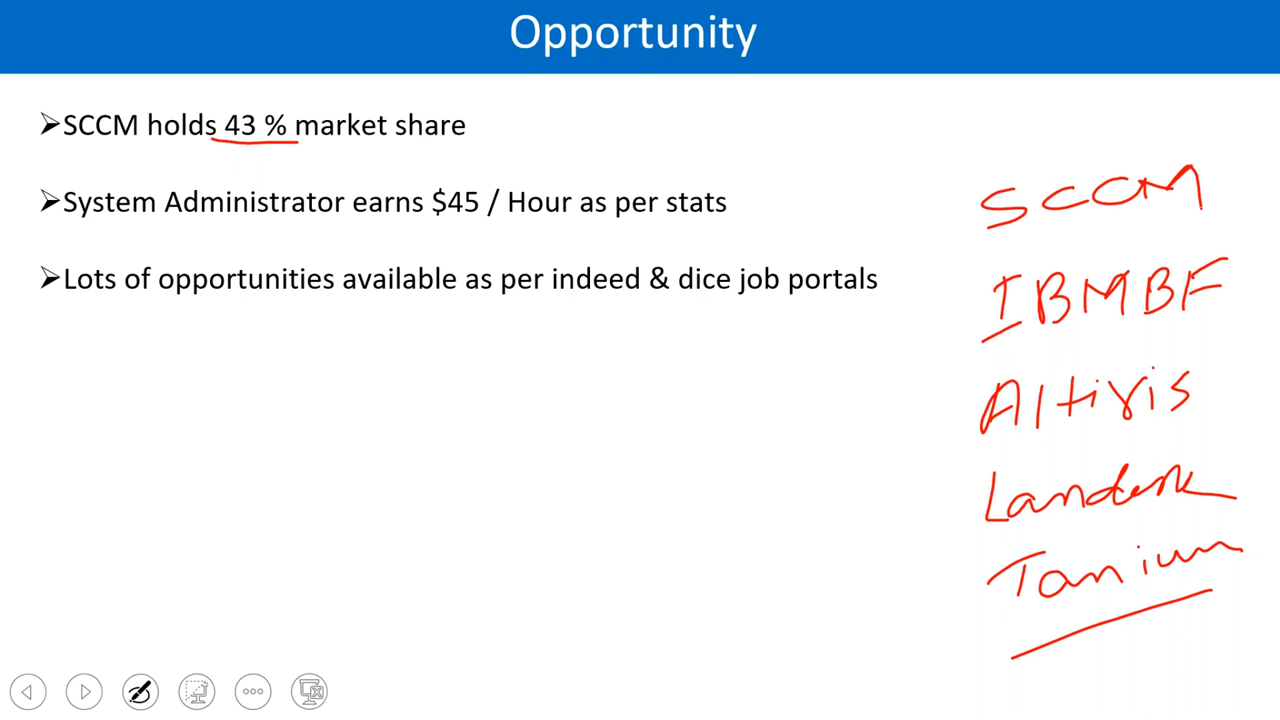 Opportunity
➢SCCM holds 43 % market share
➢System Administrator earns $45 / Hour as per stats
➢Lots of opportunities available as per indeed & dice job portals
SCCM
IBMBF
Altiris
Landesk
Tanium